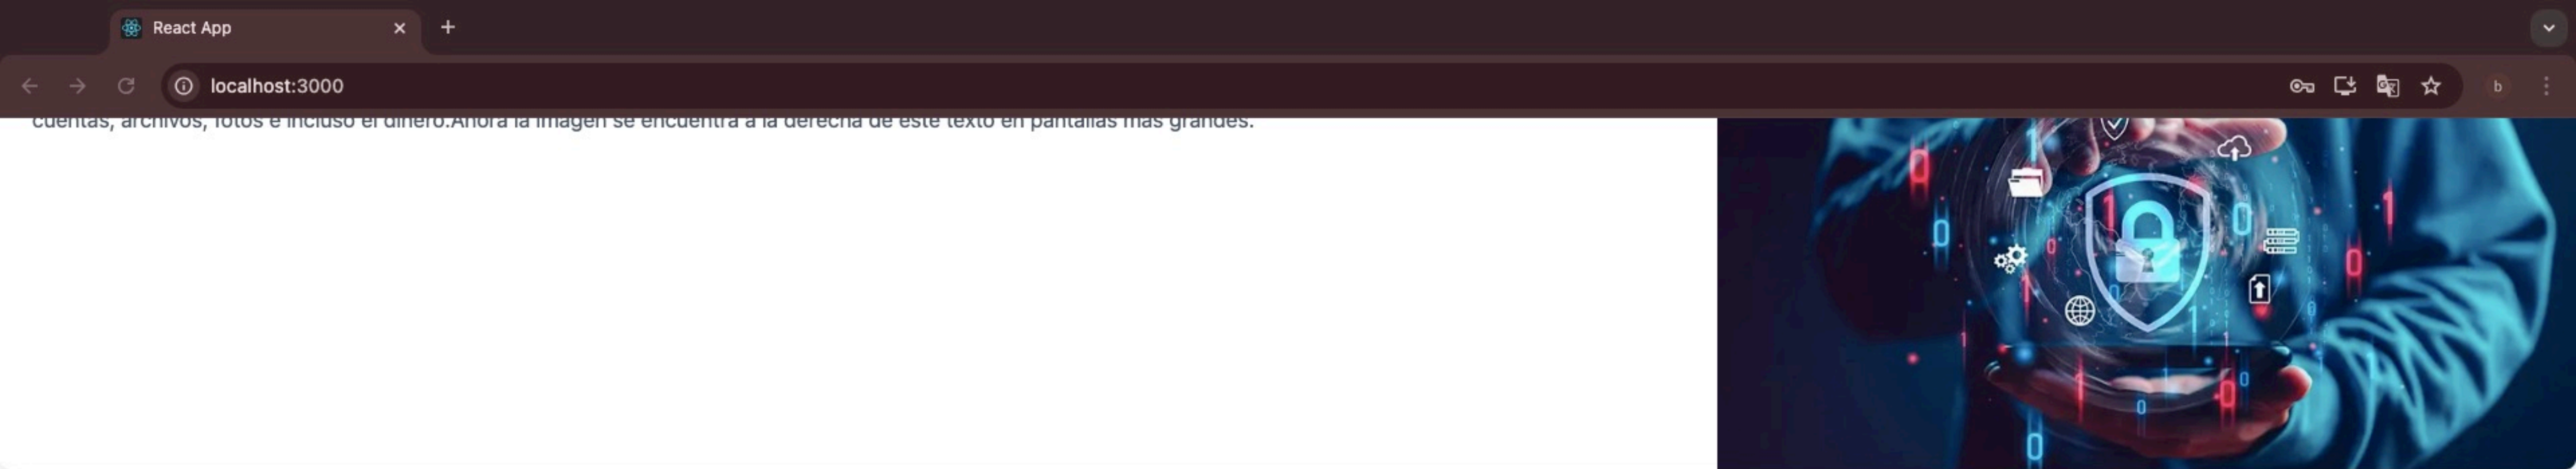 React App
localhost:3000
b
cuentas, archivos, fotos e incluso el dinero.Ahora la imagen se encuentra a la derecha de este texto en pantallas más grandes.